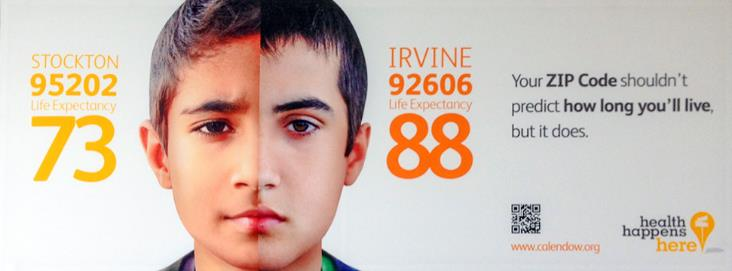 STOCKTON
95202
Life Expectancy
73
IRVINE
92606
Life Expectancy
88
Your ZIP Code shouldn't
predict how long you'll live,
but it does.
www.calendow.org
health
happens
here